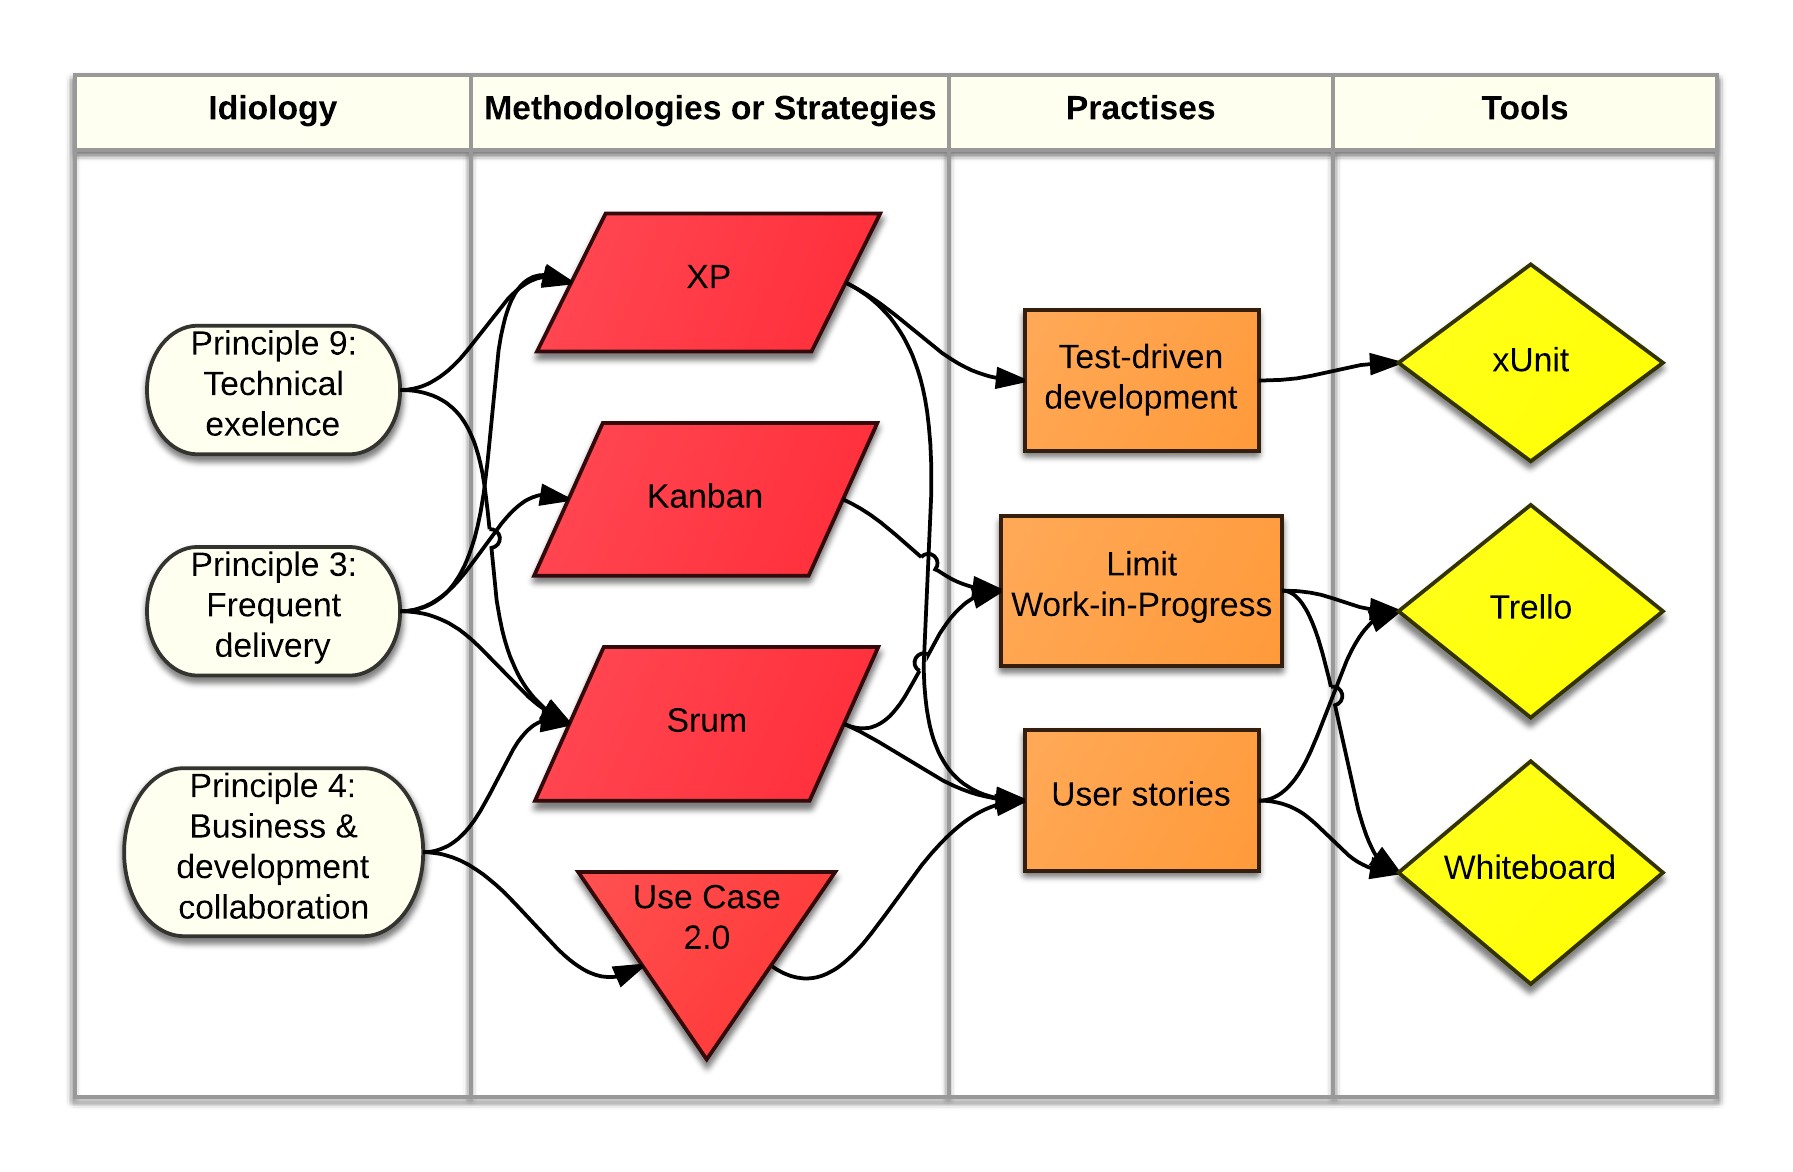 Idiology
Methodologies or Strategies
Practises
Tools
Principle 9:
Technical
exelence
Principle 3:
Frequent
delivery
Principle 4:
Business &
development
collaboration
XP
Kanban
Srum
Use Case
2.0
Test-driven
development
Limit
Work-in-Progress
User stories
xUnit
Trello
Whiteboard